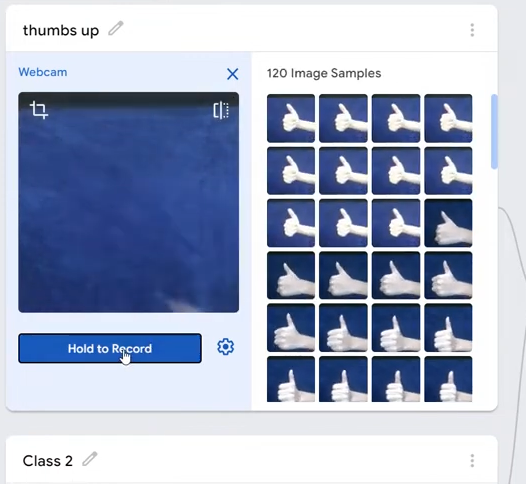 thumbs up
Webcam
120 Image Samples
Hold to Record
Class 2